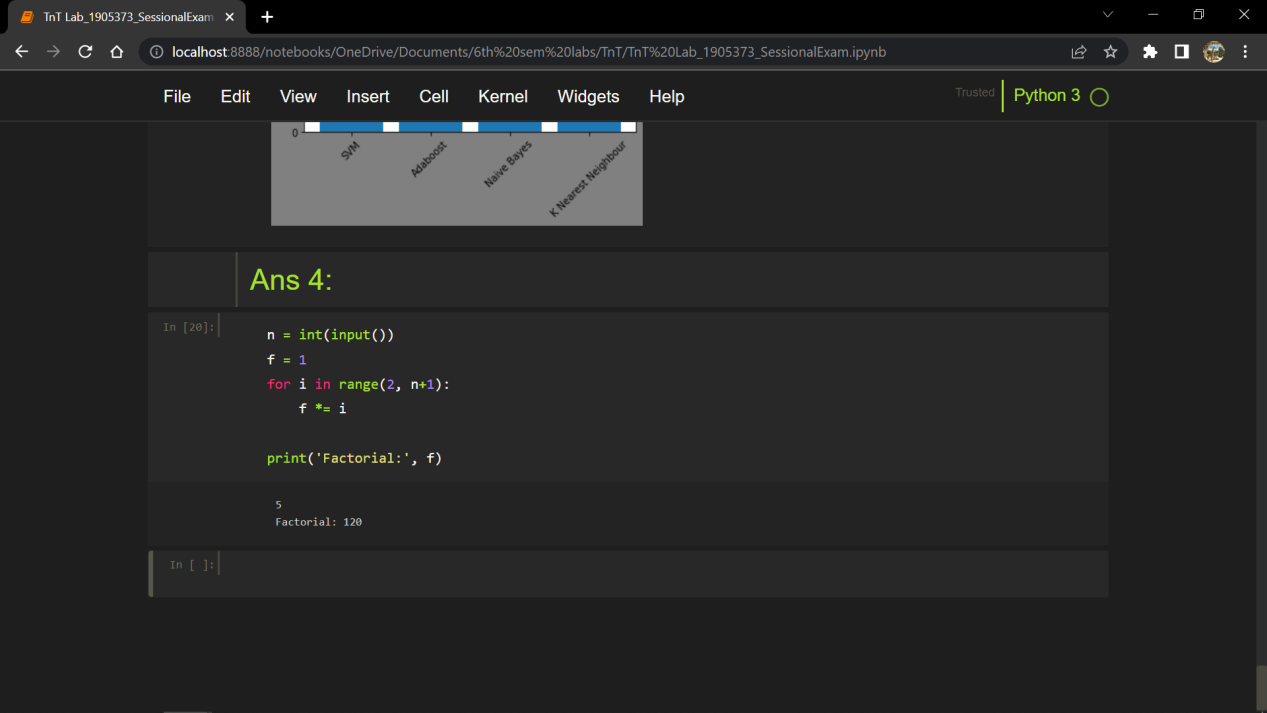 TnT Lab_1905373_SessionalExam
localhost:8888/notebooks/OneDrive/Documents/6th%20sem%20labs/TnT/TnT%20Lab_1905373_SessionalExam.ipynb
File Edit View Insert Cell Kernel Widgets Help Trusted Python 3
0
SVM Adaboost Naive Bayes K Nearest Neighbour
Ans 4:
In [20]: n = int(input())
f = 1
for i in range(2, n+1):
    f *= i
print('Factorial:', f)
5
Factorial: 120
In [ ]: